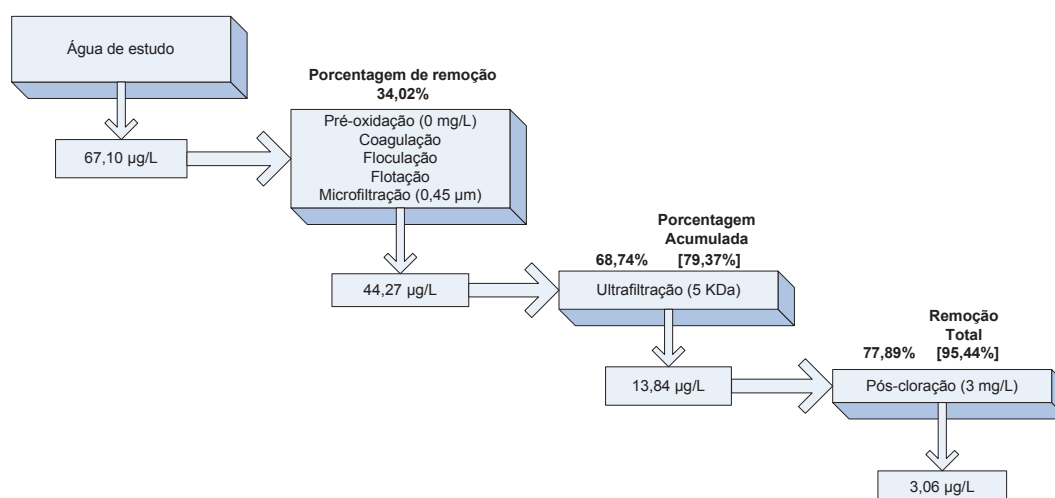 Água de estudo
67,10 µg/L
Porcentagem de remoção
34,02%
Pré-oxidação (0 mg/L)
Coagulação
Floculação
Flotação
Microfiltração (0,45 µm)
44,27 µg/L
Porcentagem
Acumulada
68,74% [79,37%]
Ultrafiltração (5 KDa)
13,84 µg/L
Remoção
Total
77,89% [95,44%]
Pós-cloração (3 mg/L)
3,06 µg/L